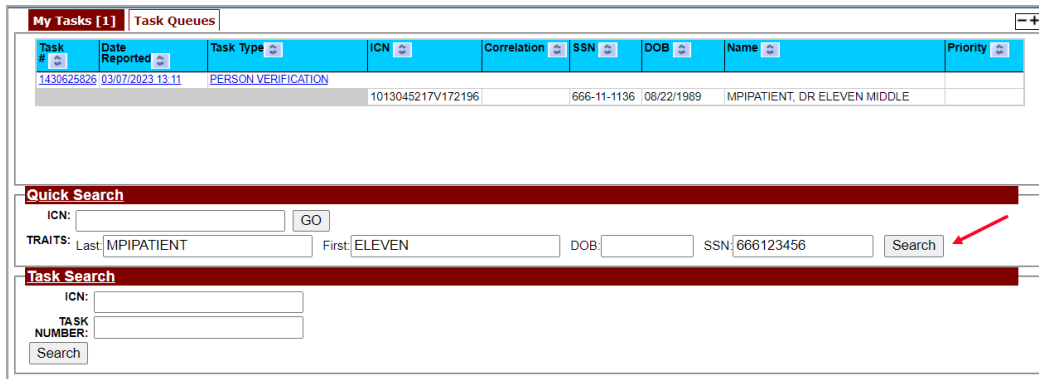 My Tasks [1] Task Queues
Task # Date Reported Task Type ICN Correlation SSN DOB Name Priority
1430625826 03/07/2023 13:11 PERSON VERIFICATION
1013045217V172196 666-11-1136 08/22/1989 MPIPATIENT, DR ELEVEN MIDDLE
Quick Search
ICN: GO
TRAITS: Last: MPIPATIENT First: ELEVEN DOB: SSN: 666123456 Search
Task Search
ICN:
TASK
NUMBER:
Search